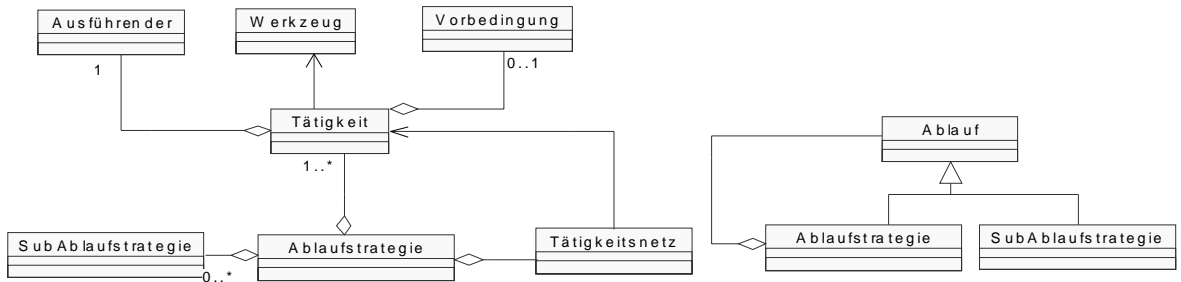 Ausführender
Werkzeug
Vorbedingung
1
0..1
Tätigkeit
1..*
Ablauf
SubAblaufstrategie
0..*
Ablaufstrategie
Tätigkeitsnetz
Ablaufstrategie
SubAblaufstrategie